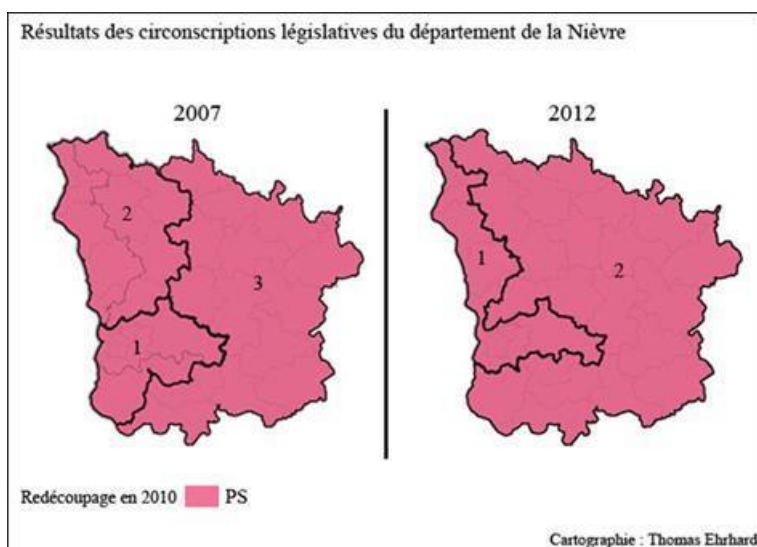 Résultats des circonscriptions législatives du département de la Nièvre
2007
2012
2
3
1
1
2
Redécoupage en 2010 PS
Cartographie : Thomas Ehrhard